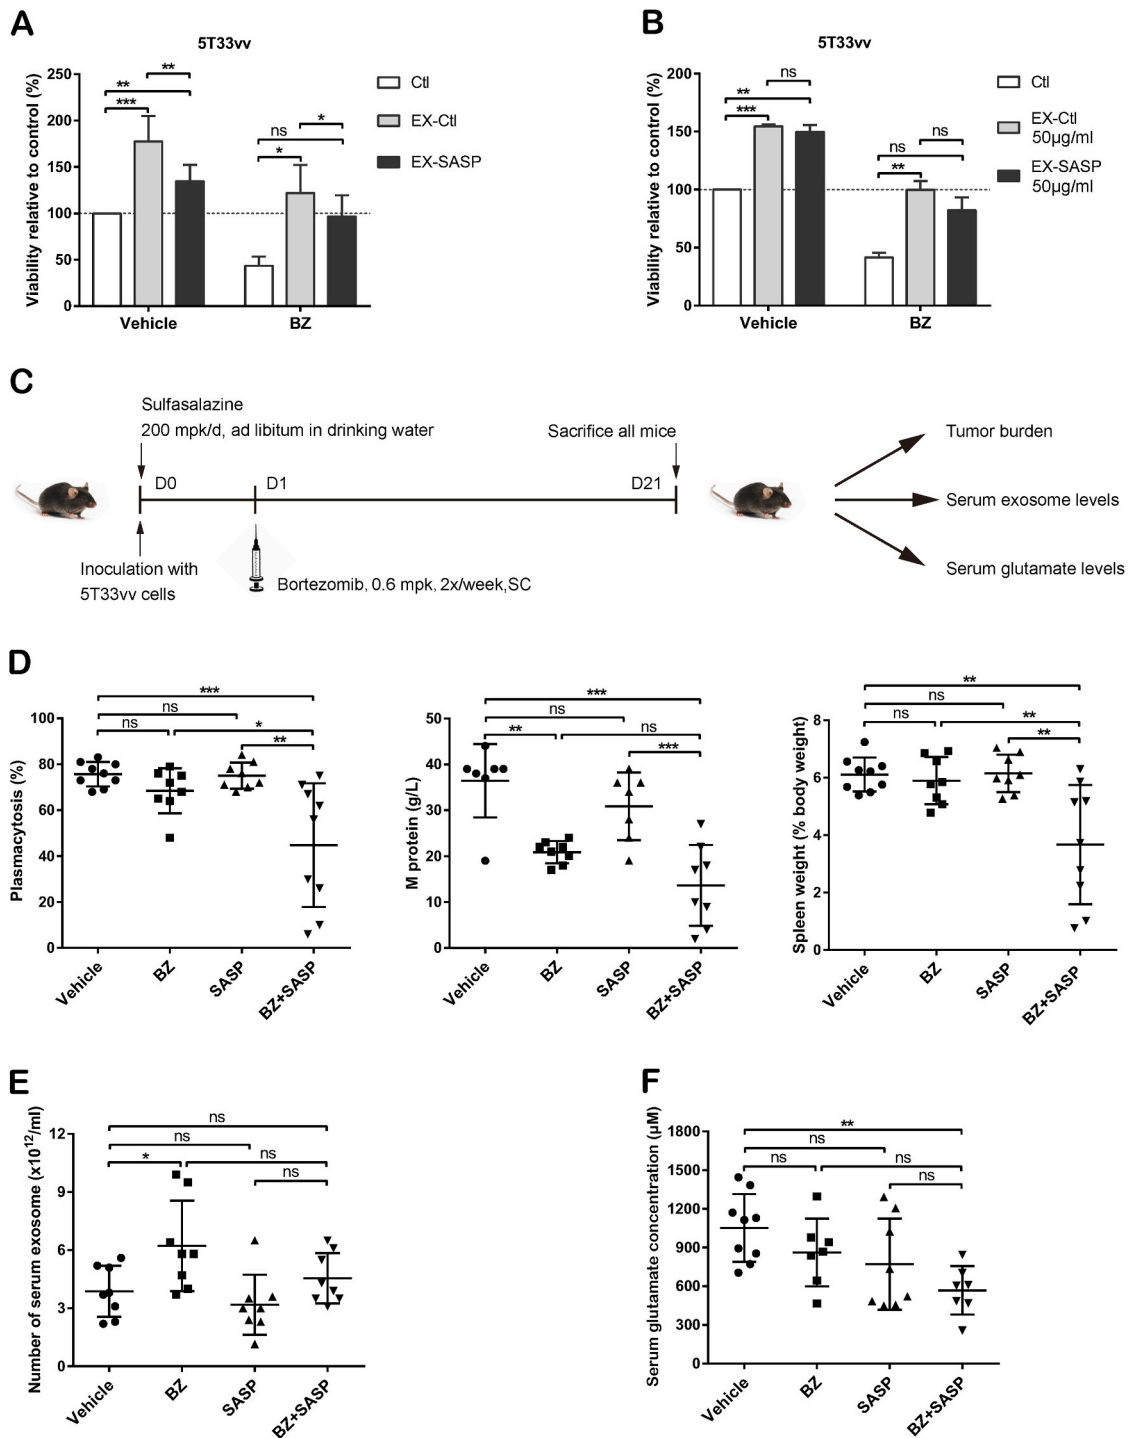 A
5T33vv
Viability relative to control (%)
250
200
150
100
50
0
***
**
**
*
ns
*
Vehicle
BZ
Ctl
EX-Ctl
EX-SASP
B
5T33vv
Viability relative to control (%)
200
150
100
50
0
***
**
ns
**
ns
ns
Vehicle
BZ
Ctl
EX-Ctl
50µg/ml
EX-SASP
50µg/ml
C
Sulfasalazine
200 mpk/d, ad libitum in drinking water
Sacrifice all mice
D0
D1
D21
Inoculation with
5T33vv cells
Bortezomib, 0.6 mpk, 2x/week,SC
Tumor burden
Serum exosome levels
Serum glutamate levels
D
Plasmacytosis (%)
100
80
60
40
20
0
***
ns
ns
*
**
Vehicle
BZ
SASP
BZ+SASP
M protein (g/L)
50
40
30
20
10
0
***
ns
**
ns
***
Vehicle
BZ
SASP
BZ+SASP
Spleen weight (% body weight)
8
6
4
2
0
**
ns
ns
**
**
Vehicle
BZ
SASP
BZ+SASP
E
Number of serum exosome (x10¹²/ml)
12
9
6
3
0
ns
ns
*
ns
ns
Vehicle
BZ
SASP
BZ+SASP
F
Serum glutamate concentration (µM)
1800
1500
1200
900
600
300
0
**
ns
ns
ns
ns
Vehicle
BZ
SASP
BZ+SASP